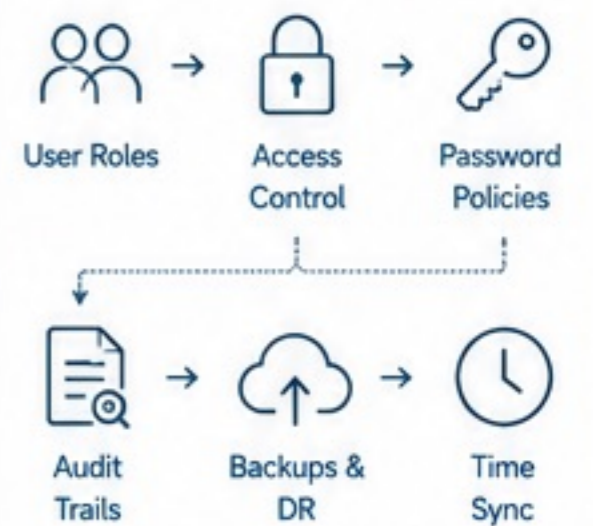 User Roles
Access
Control
Password
Policies
Audit
Trails
Backups &
DR
Time
Sync